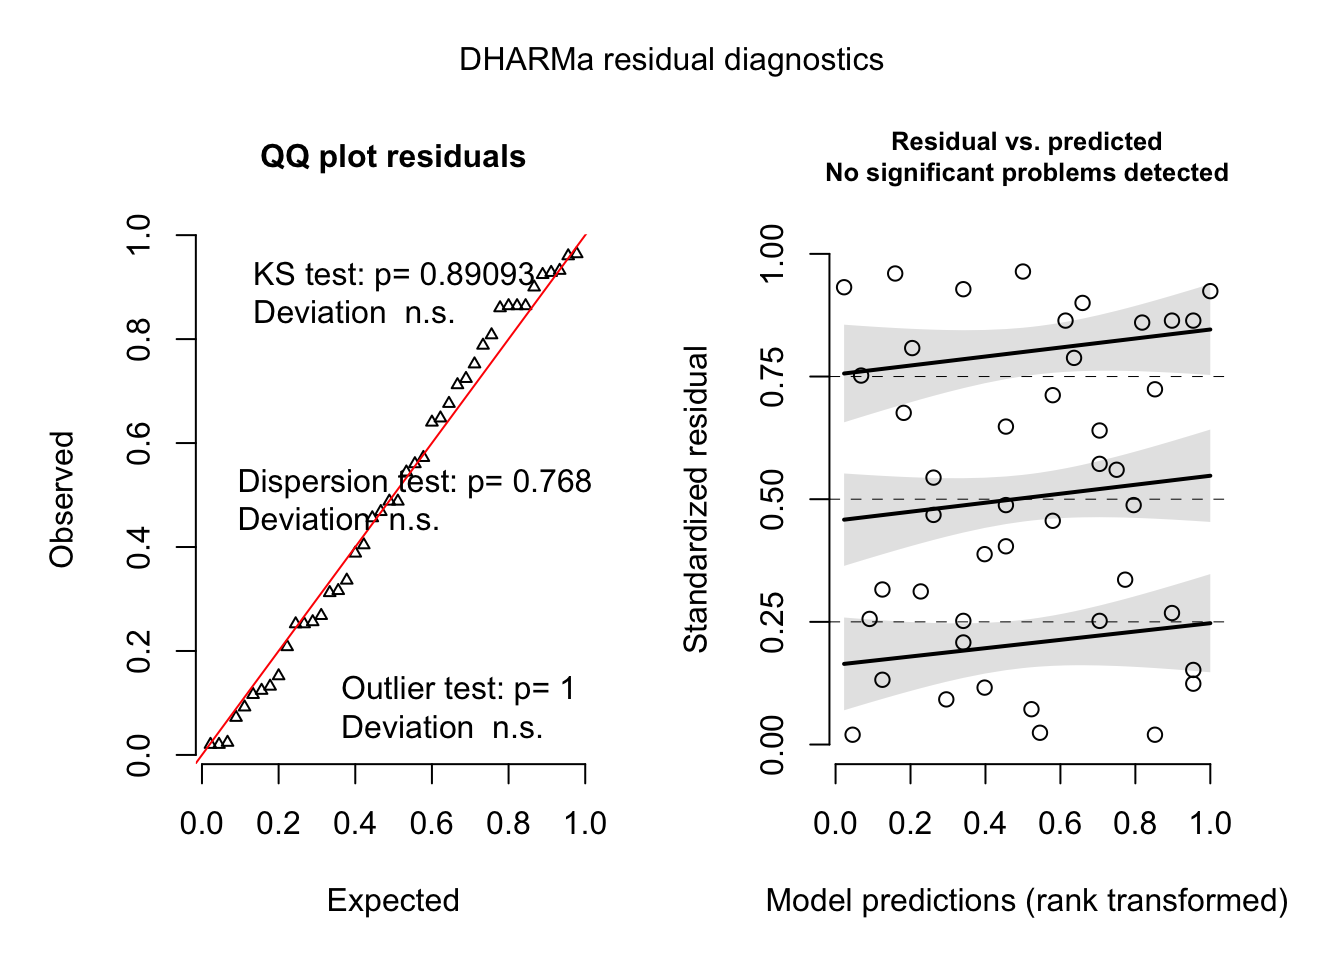 DHARMa residual diagnostics
QQ plot residuals
KS test: p= 0.89093
Deviation  n.s.
Dispersion test: p= 0.768
Deviation  n.s.
Outlier test: p= 1
Deviation  n.s.
Observed
0.0 0.2 0.4 0.6 0.8 1.0
0.0 0.2 0.4 0.6 0.8 1.0
Expected
Residual vs. predicted
No significant problems detected
Standardized residual
0.00 0.25 0.50 0.75 1.00
0.0 0.2 0.4 0.6 0.8 1.0
Model predictions (rank transformed)